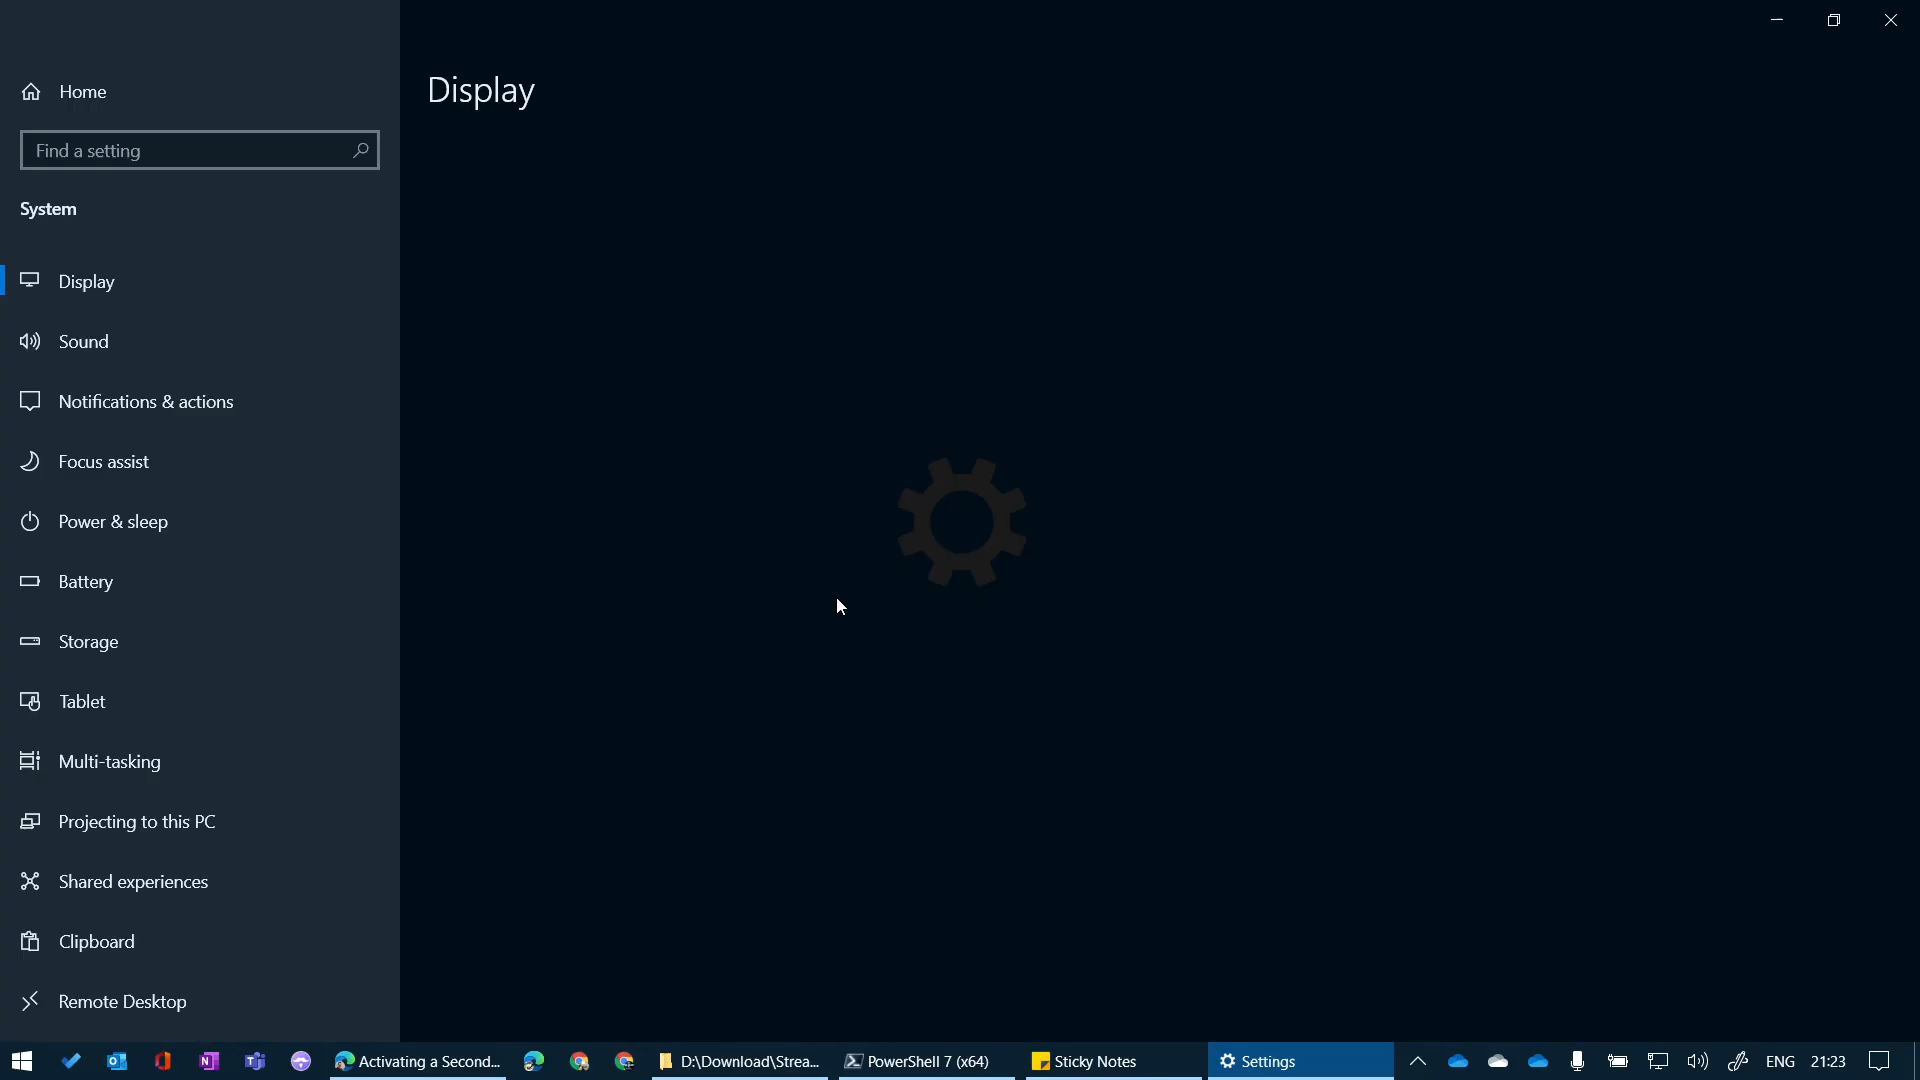 Home
Display
Find a setting
System
Display
Sound
Notifications & actions
Focus assist
Power & sleep
Battery
Storage
Tablet
Multi-tasking
Projecting to this PC
Shared experiences
Clipboard
Remote Desktop
Activating a Second... D:\Download\Strea... PowerShell 7 (x64) Sticky Notes Settings ENG 21:23